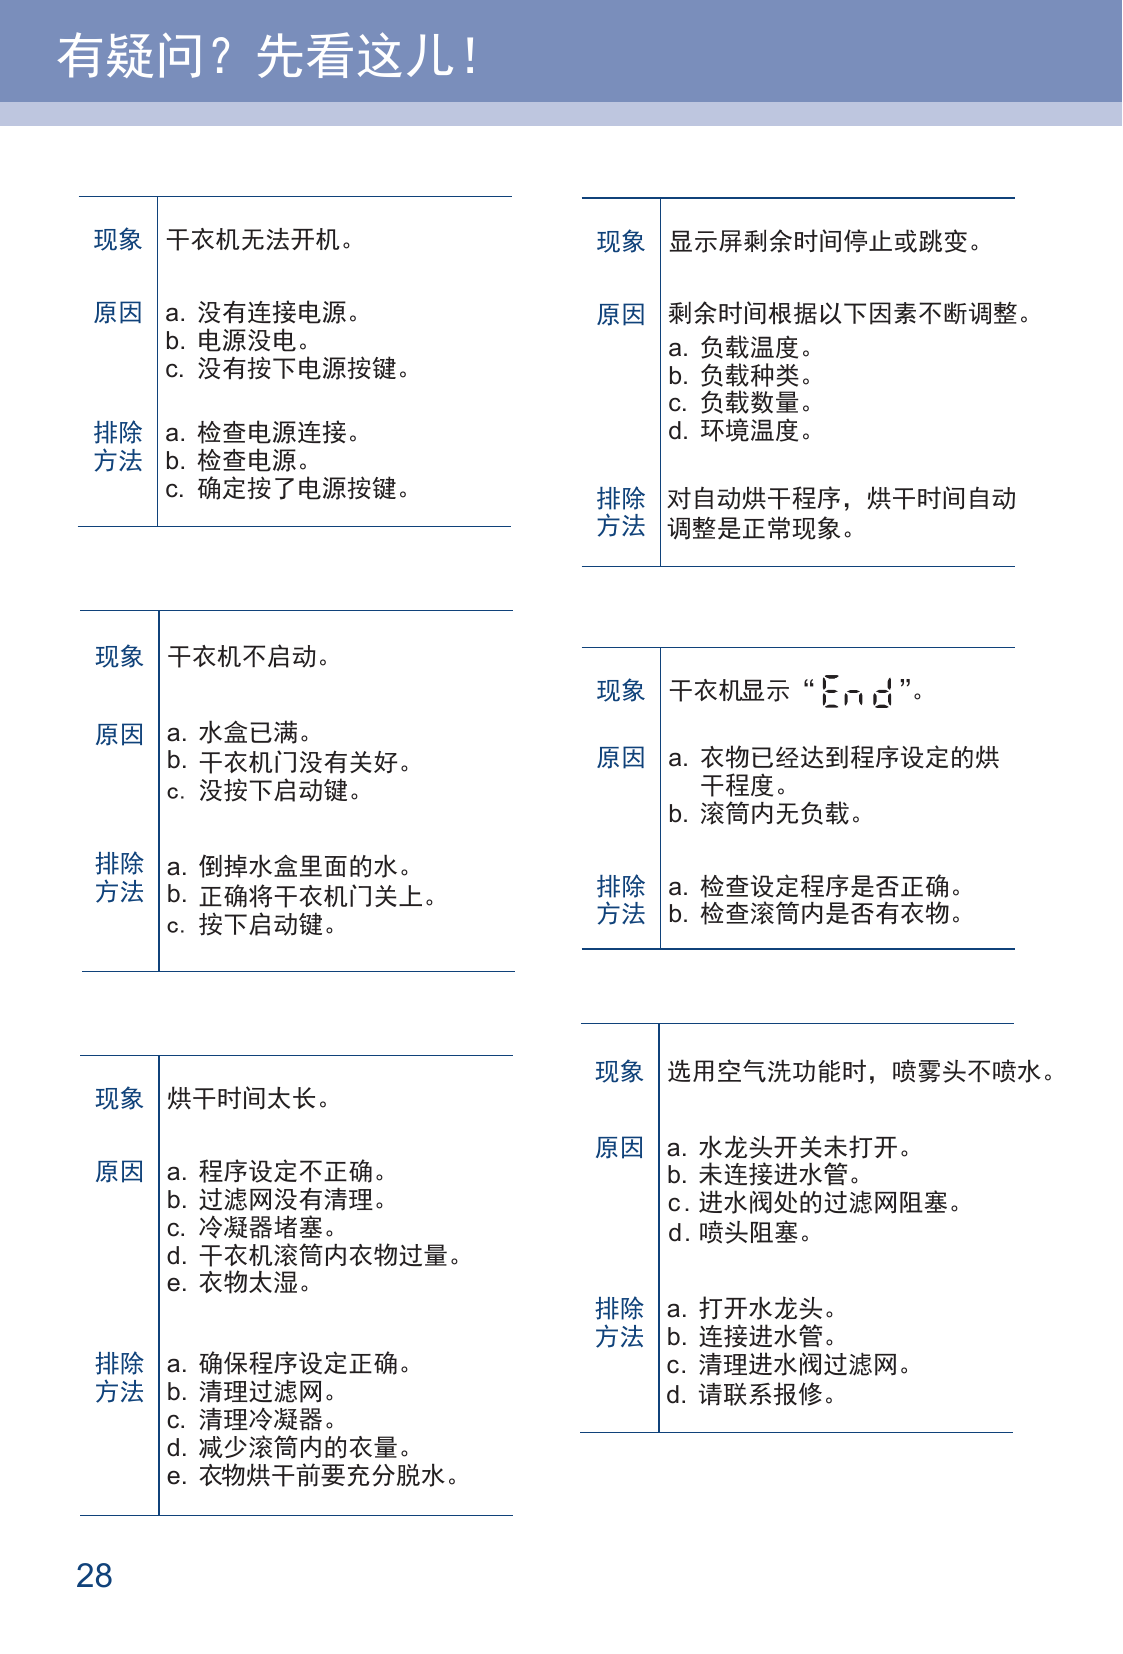 有疑问？先看这儿！
现象 干衣机无法开机。
原因 a. 没有连接电源。
b. 电源没电。
c. 没有按下电源按键。
排除 a. 检查电源连接。
方法 b. 检查电源。
c. 确定按了电源按键。
现象 干衣机不启动。
原因 a. 水盒已满。
b. 干衣机门没有关好。
c. 没按下启动键。
排除 a. 倒掉水盒里面的水。
方法 b. 正确将干衣机门关上。
c. 按下启动键。
现象 烘干时间太长。
原因 a. 程序设定不正确。
b. 过滤网没有清理。
c. 冷凝器堵塞。
d. 干衣机滚筒内衣物过量。
e. 衣物太湿。
排除 a. 确保程序设定正确。
方法 b. 清理过滤网。
c. 清理冷凝器。
d. 减少滚筒内的衣量。
e. 衣物烘干前要充分脱水。
现象 显示屏剩余时间停止或跳变。
原因 剩余时间根据以下因素不断调整。
a. 负载温度。
b. 负载种类。
c. 负载数量。
d. 环境温度。
排除 对自动烘干程序，烘干时间自动
方法 调整是正常现象。
现象 干衣机显示“End”。
原因 a. 衣物已经达到程序设定的烘
干程度。
b. 滚筒内无负载。
排除 a. 检查设定程序是否正确。
方法 b. 检查滚筒内是否有衣物。
现象 选用空气洗功能时，喷雾头不喷水。
原因 a. 水龙头开关未打开。
b. 未连接进水管。
c. 进水阀处的过滤网阻塞。
d. 喷头阻塞。
排除 a. 打开水龙头。
方法 b. 连接进水管。
c. 清理进水阀过滤网。
d. 请联系报修。
28